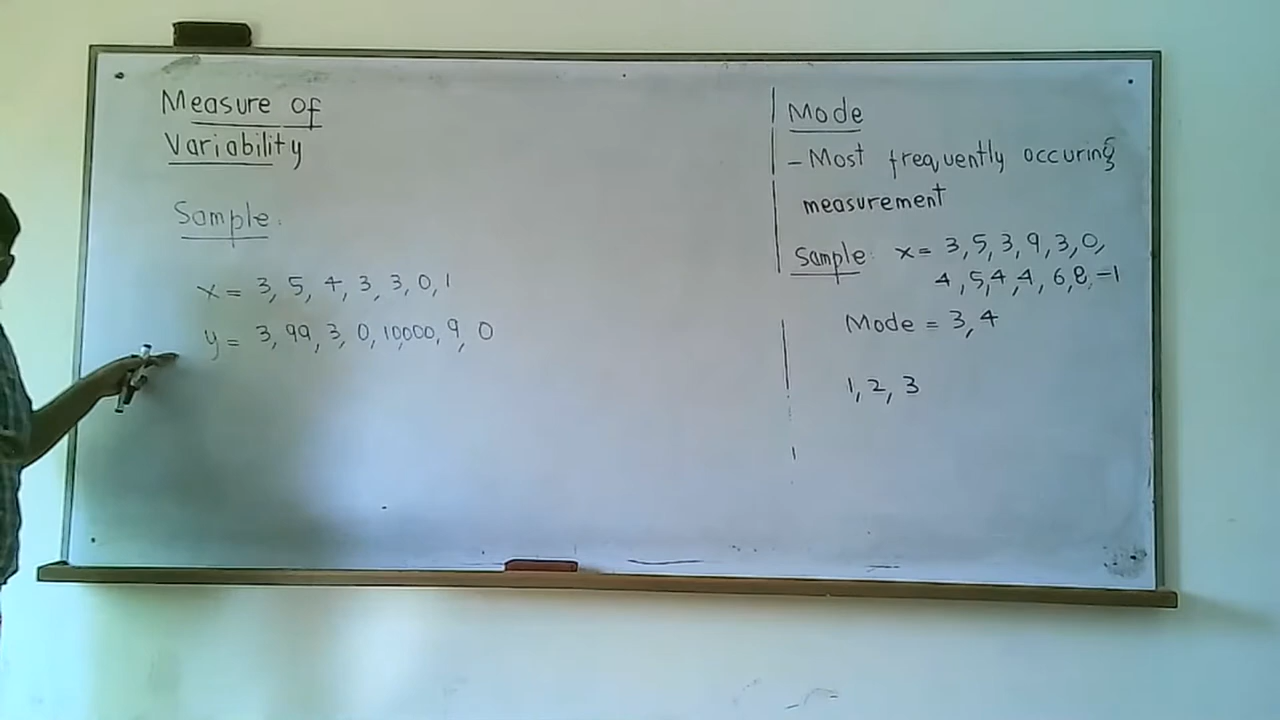 Measure of
Variability
Sample:
x = 3, 5, 4, 3, 3, 0, 1
y = 3, 99, 3, 0, 10000, 9, 0
Mode
- Most frequently occuring
measurement
Sample: x = 3, 5, 3, 9, 3, 0,
4, 5, 4, 4, 6, 8, -1
Mode = 3, 4
1, 2, 3